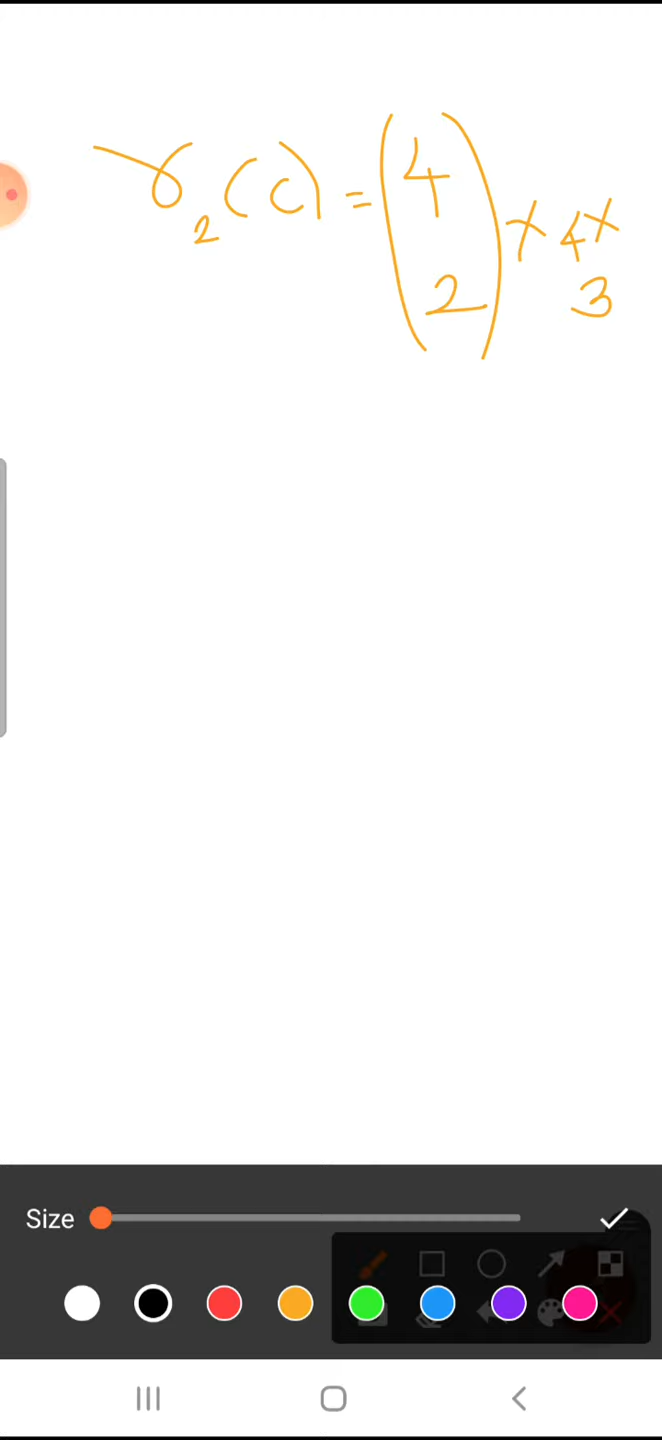 γ₂(c) = (4 2) × 4 ×
3
Size